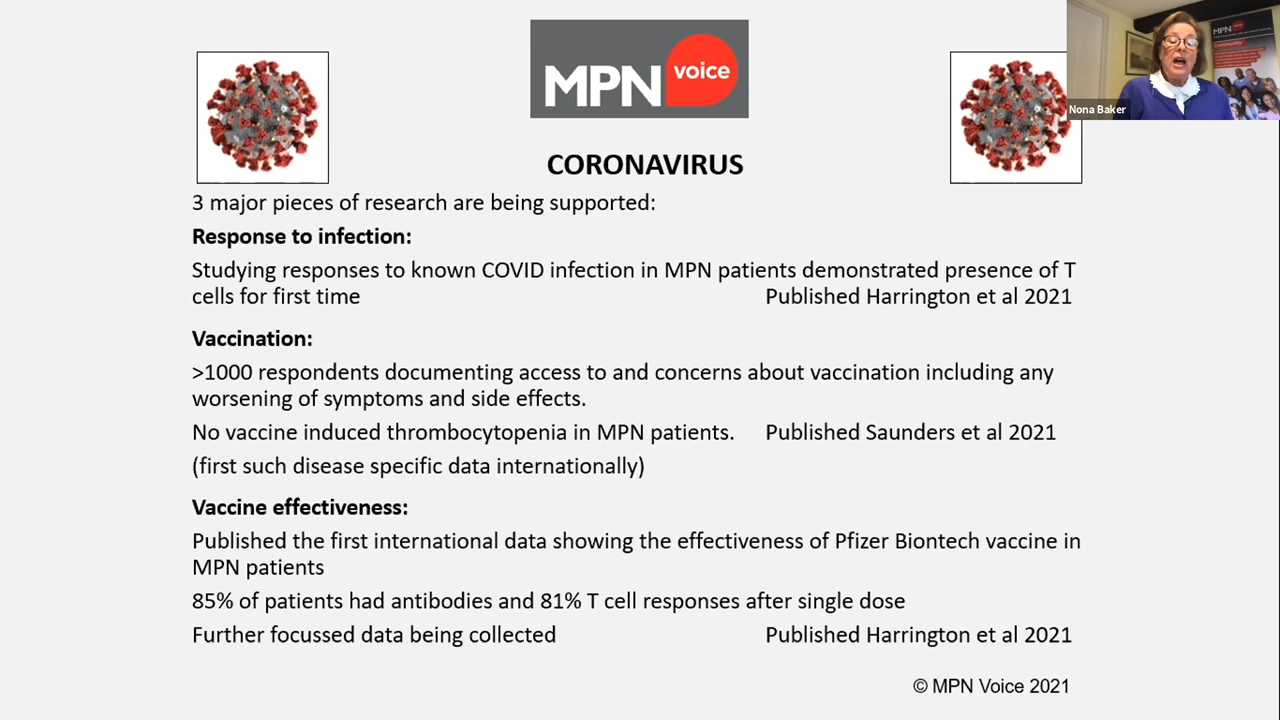 MPN voice
CORONAVIRUS
3 major pieces of research are being supported:
Response to infection:
Studying responses to known COVID infection in MPN patients demonstrated presence of T
cells for first time Published Harrington et al 2021
Vaccination:
>1000 respondents documenting access to and concerns about vaccination including any
worsening of symptoms and side effects.
No vaccine induced thrombocytopenia in MPN patients. Published Saunders et al 2021
(first such disease specific data internationally)
Vaccine effectiveness:
Published the first international data showing the effectiveness of Pfizer Biontech vaccine in
MPN patients
85% of patients had antibodies and 81% T cell responses after single dose
Further focussed data being collected Published Harrington et al 2021
© MPN Voice 2021
MPN voice
Nona Baker